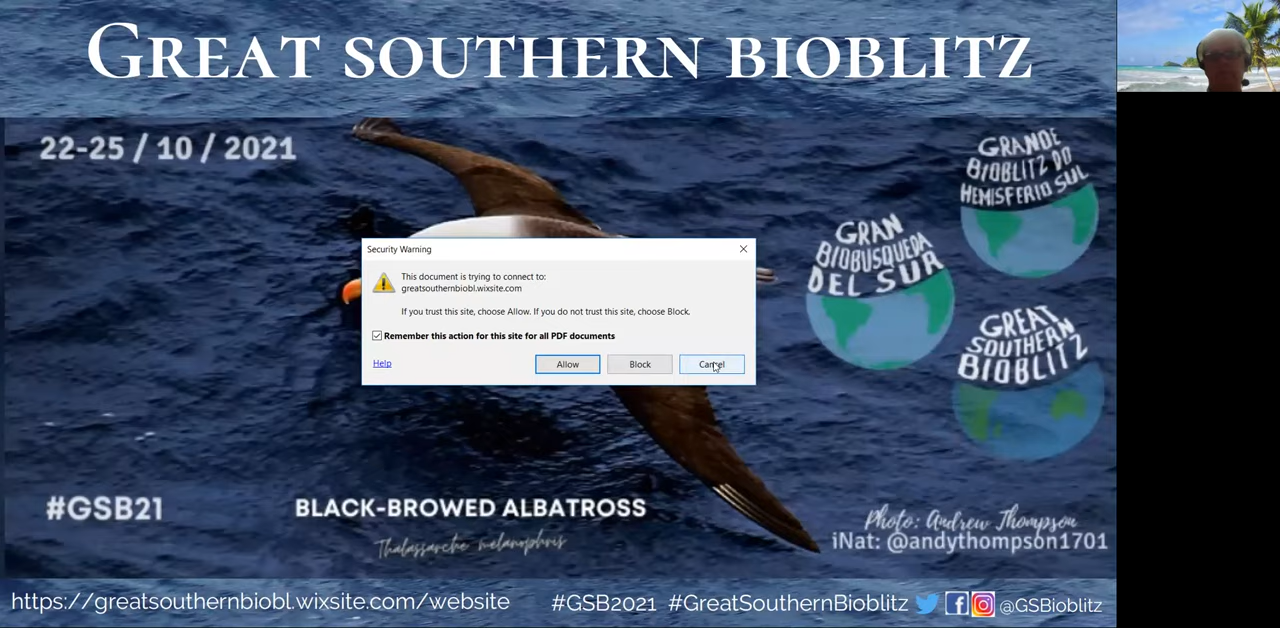 GREAT SOUTHERN BIOBLITZ
22-25 / 10 / 2021
GRANDE
BIOBLITZ DO
HEMISFERIO SUL
GRAN
BIOBUSQUEDA
DEL SUR
GREAT
SOUTHERN
BIOBLITZ
Security Warning
This document is trying to connect to:
greatsouthernbiobl.wixsite.com
If you trust this site, choose Allow. If you do not trust this site, choose Block.
Remember this action for this site for all PDF documents
Help
Allow
Block
Cancel
#GSB21
BLACK-BROWED ALBATROSS
Thalassarche melanophris
Photo: Andrew Thompson
iNat: @andythompson1701
https://greatsouthernbiobl.wixsite.com/website
#GSB2021 #GreatSouthernBioblitz
@GSBioblitz